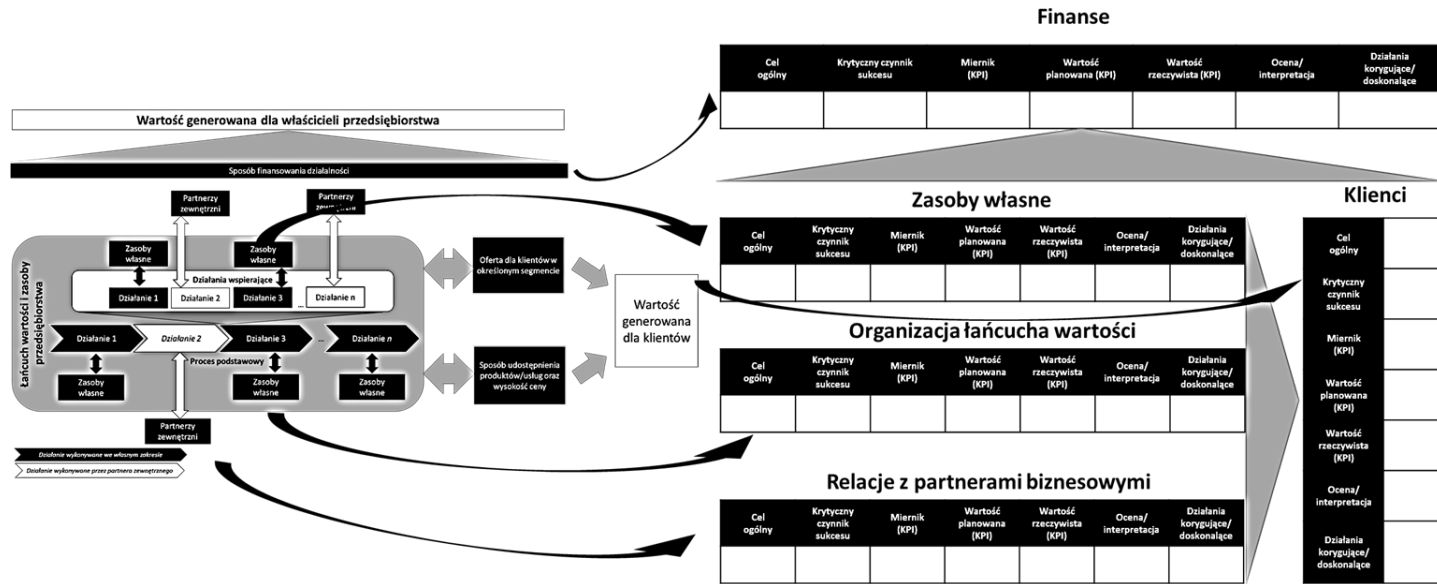 Finanse
Cel
ogólny
Krytyczny czynnik
sukcesu
Miernik
(KPI)
Wartość
planowana (KPI)
Wartość
rzeczywista (KPI)
Ocena/
interpretacja
Działania
korygujące/
doskonalące
Wartość generowana dla właścicieli przedsiębiorstwa
Sposób finansowania działalności
Partnerzy
zewnętrzni
Partnerzy
zewnętrzni
Zasoby
własne
Zasoby
własne
Działania wspierające
Działanie 1
Działanie 2
Działanie 3
...
Działanie n
Łańcuch wartości i zasoby
przedsiębiorstwa
Działanie 1
Działanie 2
Działanie 3
...
Działanie n
Proces podstawowy
Zasoby
własne
Zasoby
własne
Zasoby
własne
Partnerzy
zewnętrzni
Działanie wykonywane we własnym zakresie
Działanie wykonywane przez partnera zewnętrznego
Oferta dla klientów w
określonym segmencie
Sposób udostępnienia
produktów/usług oraz
wysokość ceny
Wartość
generowana
dla klientów
Zasoby własne
Cel
ogólny
Krytyczny
czynnik
sukcesu
Miernik
(KPI)
Wartość
planowana
(KPI)
Wartość
rzeczywista
(KPI)
Ocena/
interpretacja
Działania
korygujące/
doskonalące
Organizacja łańcucha wartości
Cel
ogólny
Krytyczny
czynnik
sukcesu
Miernik
(KPI)
Wartość
planowana
(KPI)
Wartość
rzeczywista
(KPI)
Ocena/
interpretacja
Działania
korygujące/
doskonalące
Relacje z partnerami biznesowymi
Cel
ogólny
Krytyczny
czynnik
sukcesu
Miernik
(KPI)
Wartość
planowana
(KPI)
Wartość
rzeczywista
(KPI)
Ocena/
interpretacja
Działania
korygujące/
doskonalące
Klienci
Cel
ogólny
Krytyczny
czynnik
sukcesu
Miernik
(KPI)
Wartość
planowana
(KPI)
Wartość
rzeczywista
(KPI)
Ocena/
interpretacja
Działania
korygujące/
doskonalące